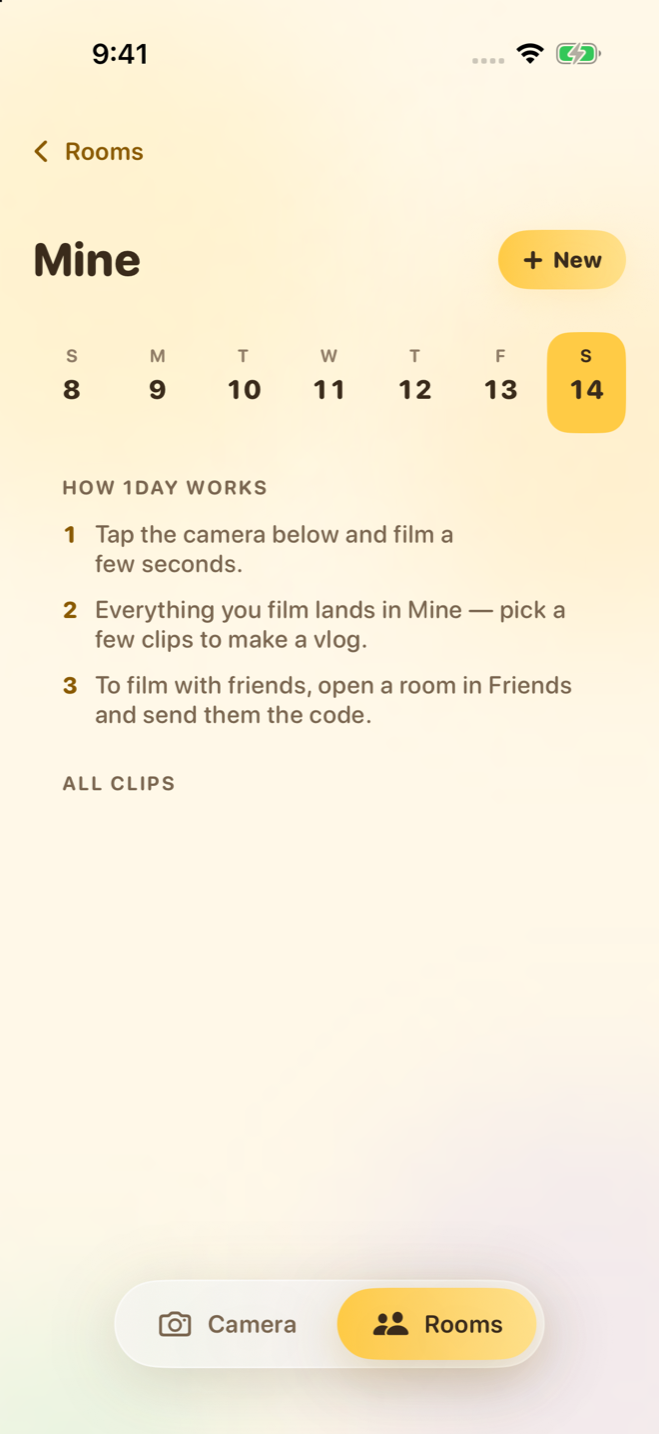 9:41
Rooms
Mine
+ New
S M T W T F S
8 9 10 11 12 13 14
HOW 1DAY WORKS
1 Tap the camera below and film a
few seconds.
2 Everything you film lands in Mine — pick a
few clips to make a vlog.
3 To film with friends, open a room in Friends
and send them the code.
ALL CLIPS
Camera Rooms